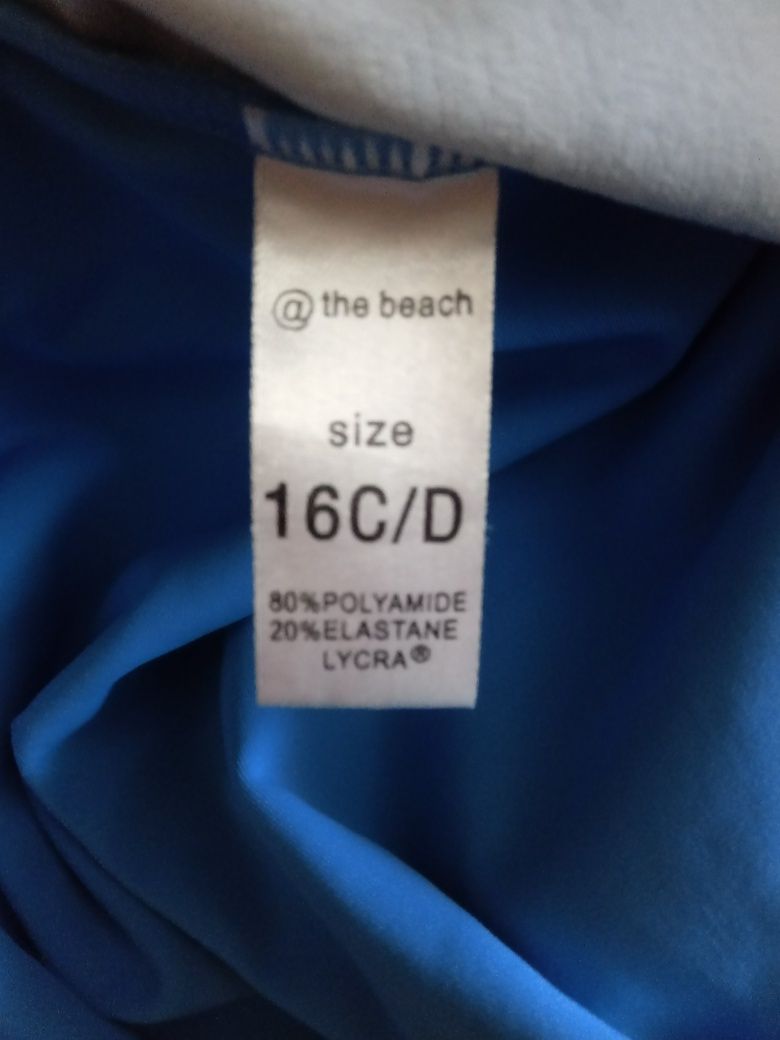 @ the beach
size
16C/D
80%POLYAMIDE
20%ELASTANE
LYCRA®